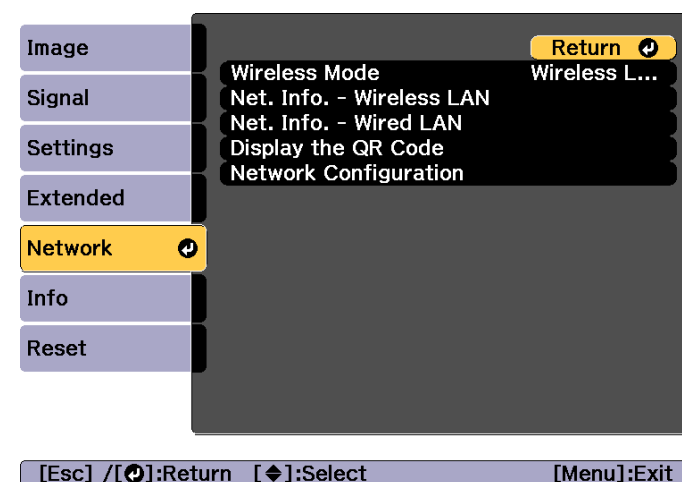 Image
Signal
Settings
Extended
Network
Info
Reset
Return
Wireless Mode Wireless L...
Net. Info. - Wireless LAN
Net. Info. - Wired LAN
Display the QR Code
Network Configuration
[Esc] /[⏎]:Return [◆]:Select [Menu]:Exit